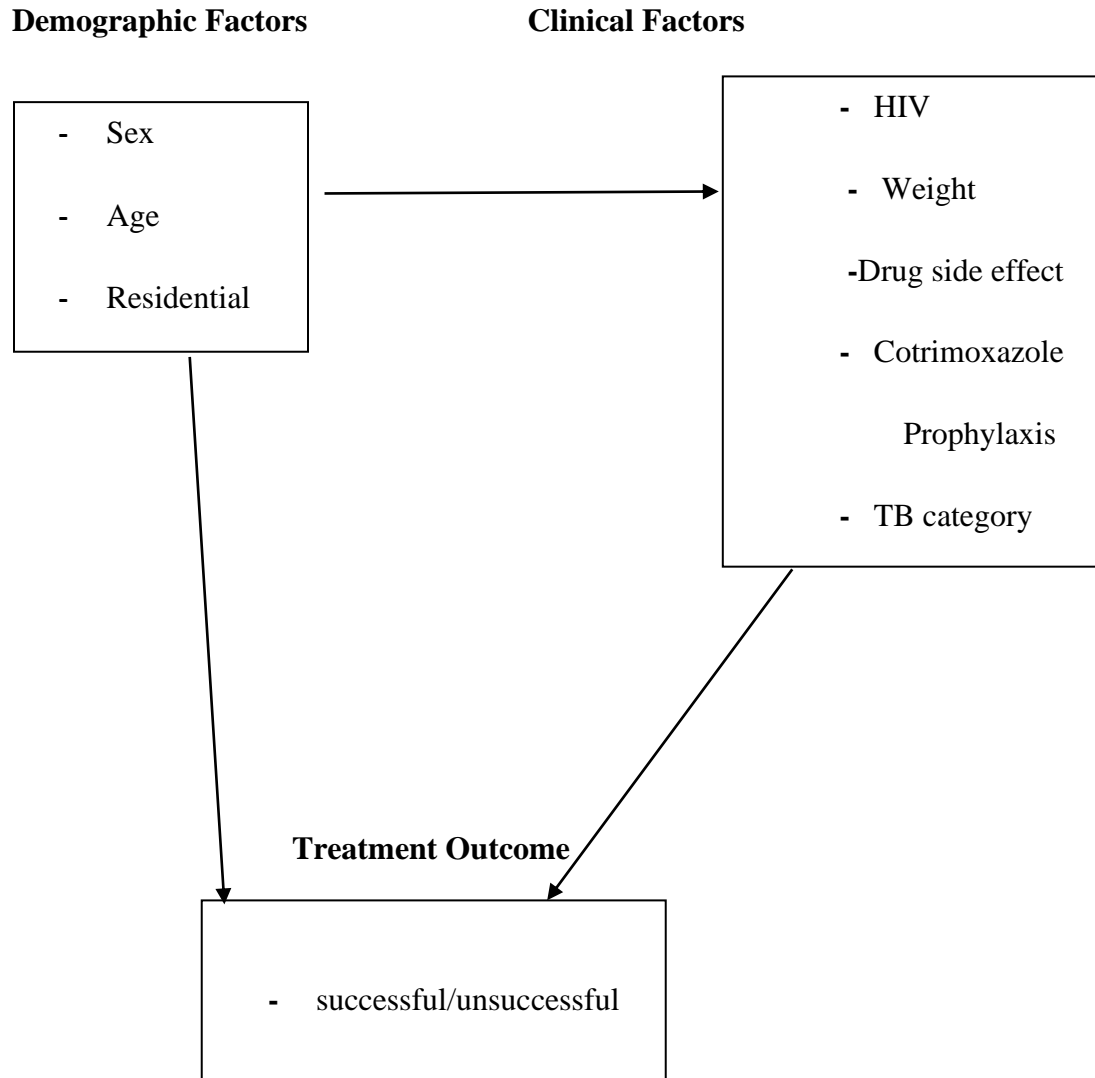 Demographic Factors
Clinical Factors
- Sex
- Age
- Residential
- HIV
- Weight
-Drug side effect
- Cotrimoxazole
Prophylaxis
- TB category
Treatment Outcome
- successful/unsuccessful